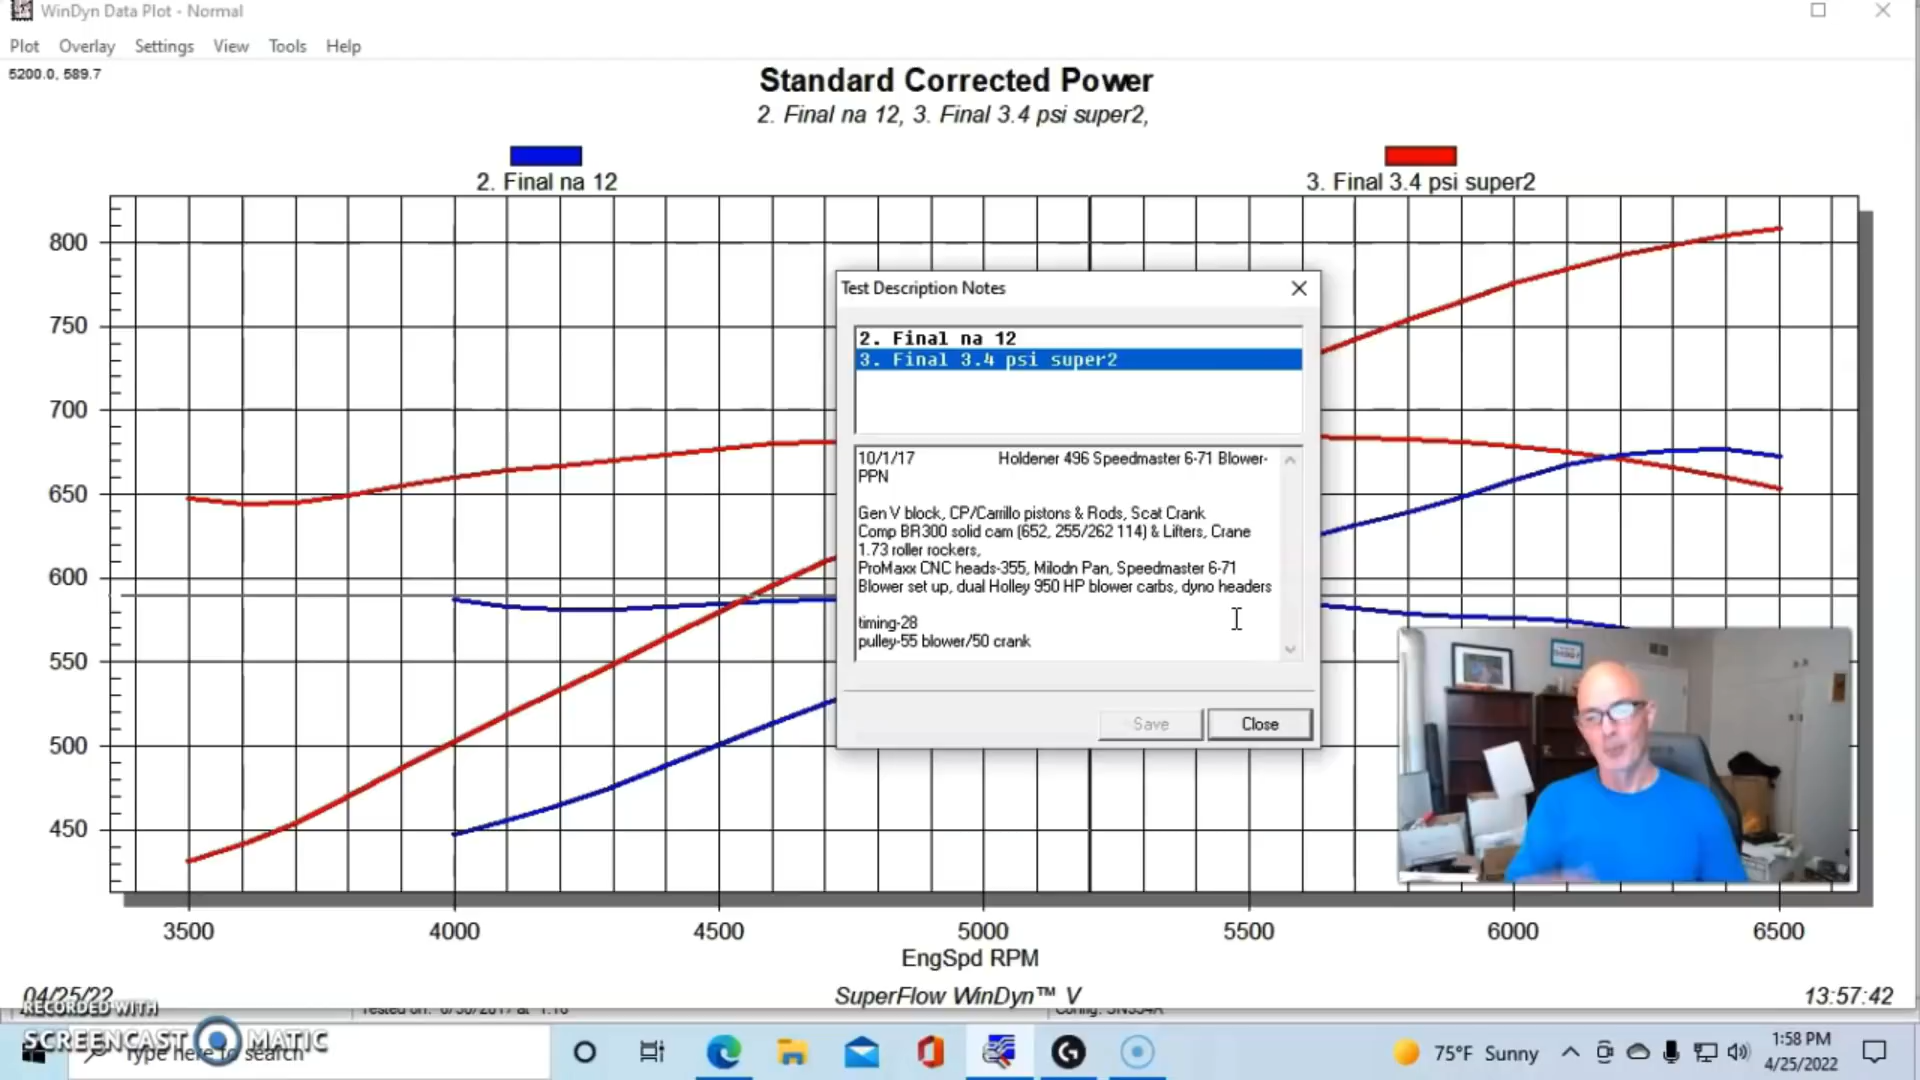 WinDyn Data Plot - Normal
Plot Overlay Settings View Tools Help
5200.0, 589.7
Standard Corrected Power
2. Final na 12, 3. Final 3.4 psi super2,
2. Final na 12
3. Final 3.4 psi super2
800
750
700
650
600
550
500
450
Test Description Notes
2. Final na 12
3. Final 3.4 psi super2
10/1/17 Holdener 496 Speedmaster 6-71 Blower-
PPN
Gen V block, CP/Carrillo pistons & Rods, Scat Crank
Comp BR300 solid cam (652, 255/262 114) & Lifters, Crane
1.73 roller rockers,
ProMaxx CNC heads-355, Milodn Pan, Speedmaster 6-71
Blower set up, dual Holley 950 HP blower carbs, dyno headers
timing-28
pulley-55 blower/50 crank
Save Close
3500 4000 4500 5000 5500 6000 6500
EngSpd RPM
04/25/22 SuperFlow WinDyn™ V 13:57:42
RECORDED WITH
SCREENCAST MATIC
Type here to search
75°F Sunny
1:58 PM
4/25/2022